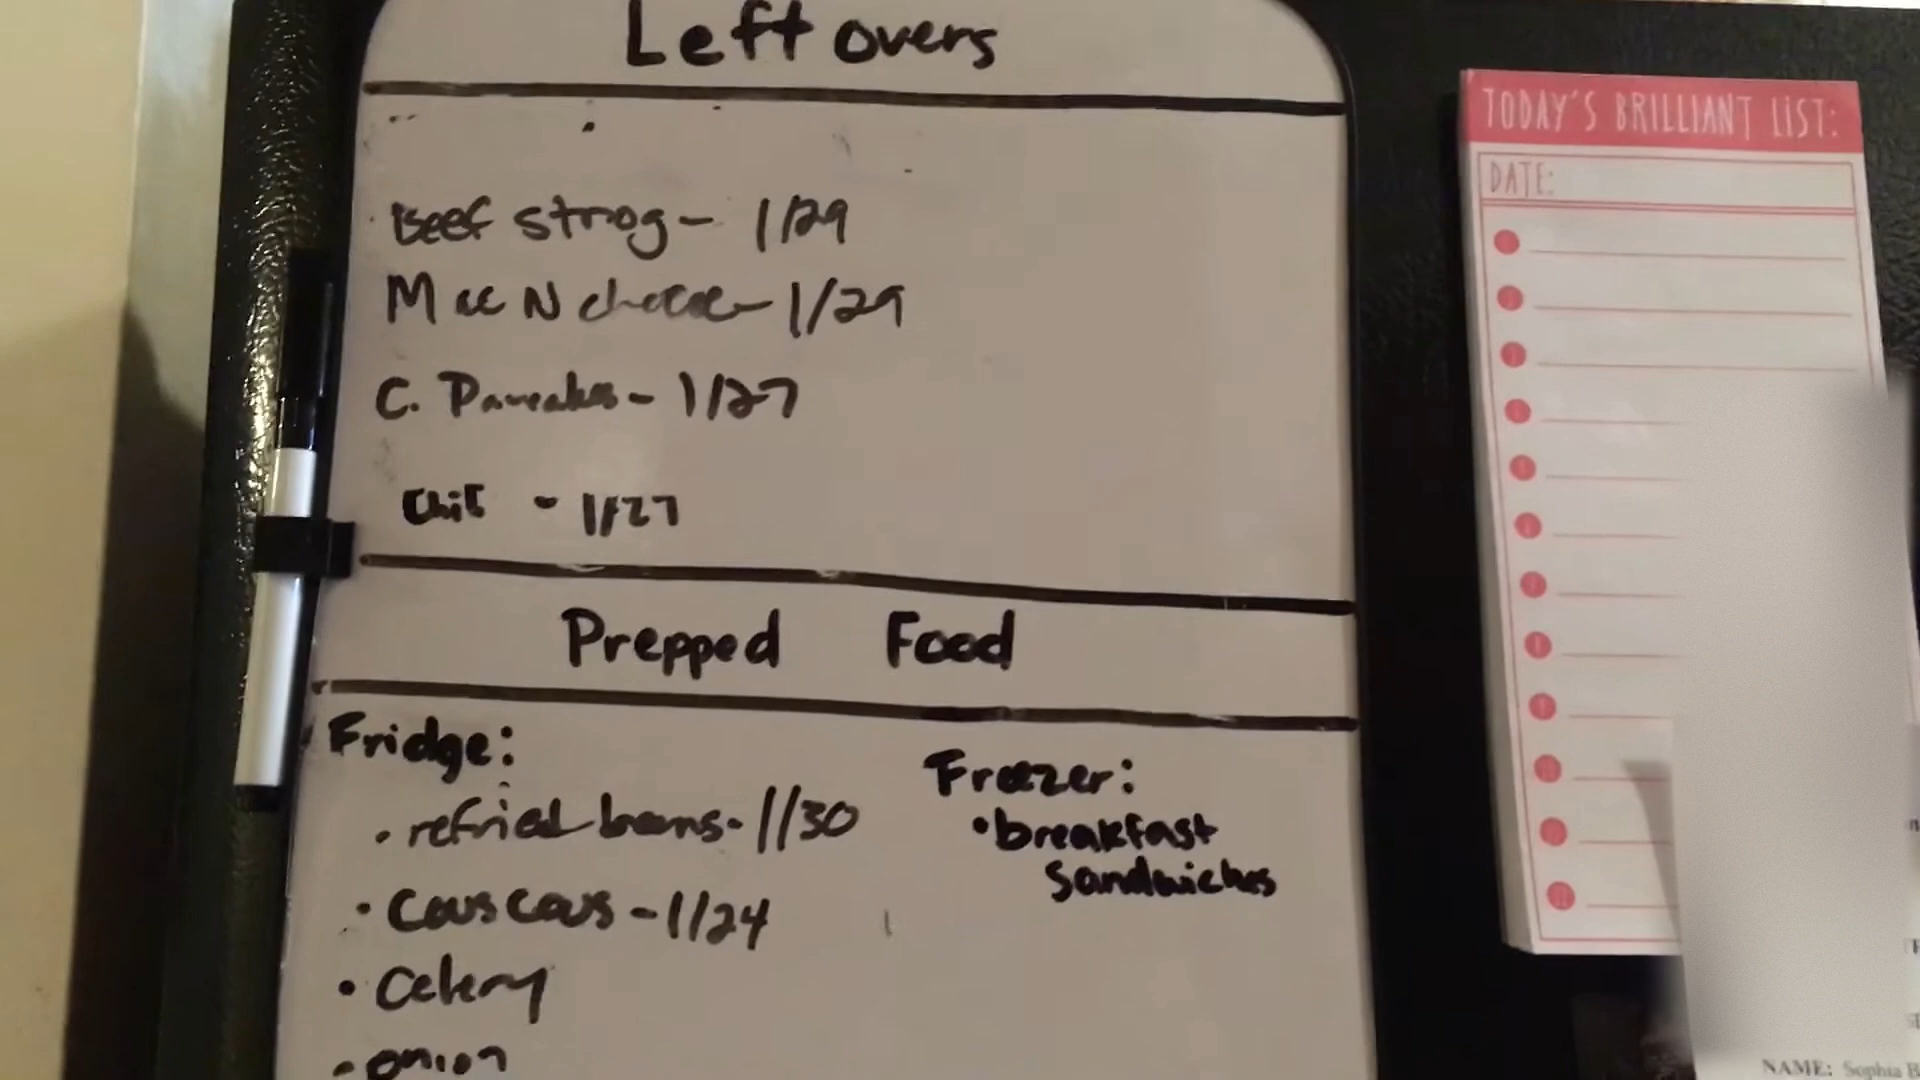 Leftovers
Beef strog - 1/29
Mac N cheese - 1/29
C. Pancakes - 1/27
Chili - 1/27
Prepped Food
Fridge:
• refried beans - 1/30
• Couscous - 1/24
• Celery
• onion
Freezer:
• breakfast
sandwiches
TODAY'S BRILLIANT LIST:
DATE:
NAME: Sophia B